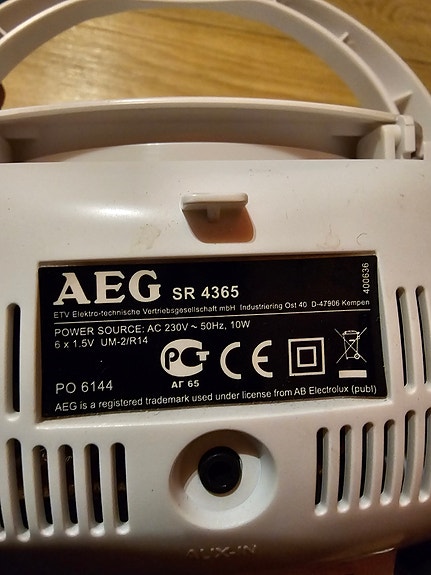 AEG SR 4365
400636
ETV Elektro-technische Vertriebsgesellschaft mbH Industriering Ost 40 D-47906 Kempen
POWER SOURCE: AC 230V ~ 50Hz, 10W
6 x 1.5V UM-2/R14
РСТ CE
АГ 65
PO 6144
AEG is a registered trademark used under license from AB Electrolux (publ)
AUX-IN